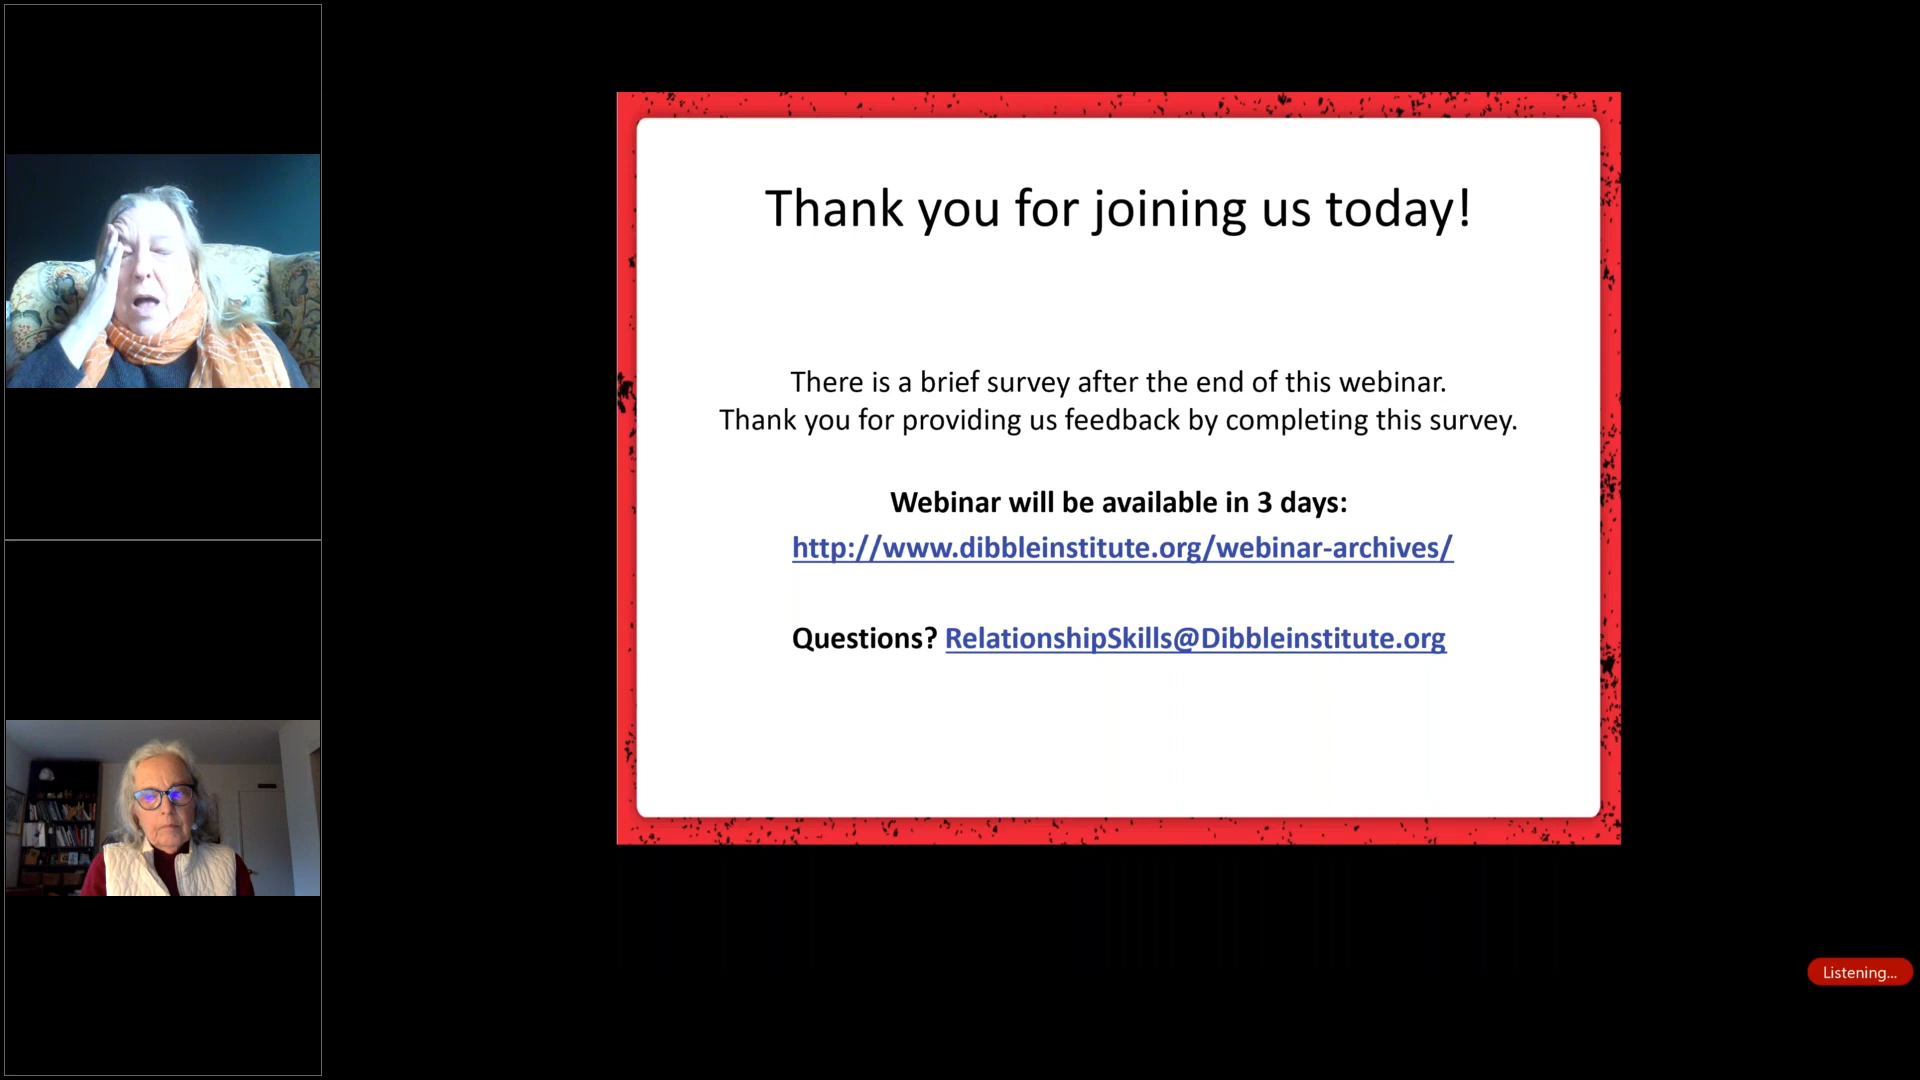 Thank you for joining us today!
There is a brief survey after the end of this webinar.
Thank you for providing us feedback by completing this survey.
Webinar will be available in 3 days:
http://www.dibbleinstitute.org/webinar-archives/
Questions? RelationshipSkills@Dibbleinstitute.org
Listening...